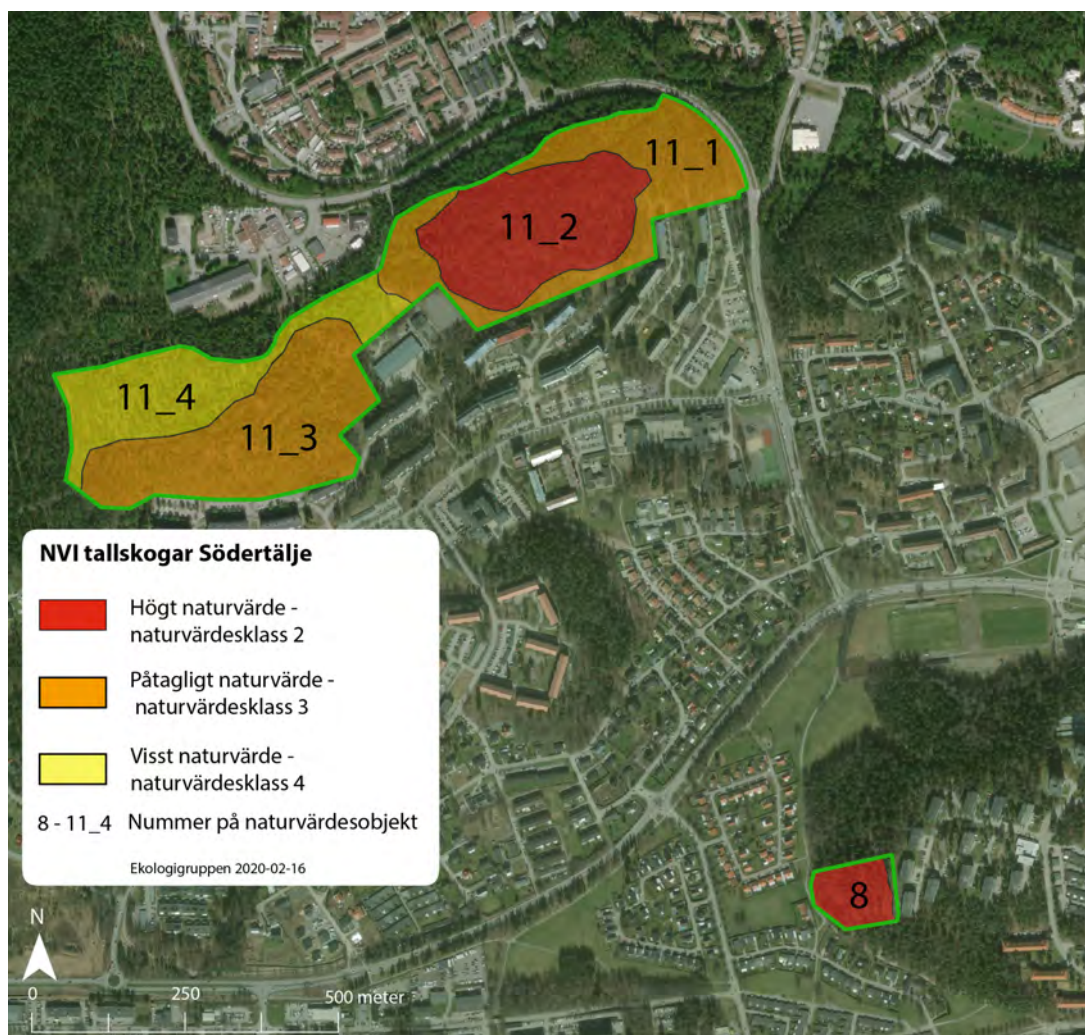 11_1
11_2
11_4
11_3
NVI tallskogar Södertälje
Högt naturvärde -
naturvärdesklass 2
Påtagligt naturvärde -
naturvärdesklass 3
Visst naturvärde -
naturvärdesklass 4
8 - 11_4 Nummer på naturvärdesobjekt
Ekologigruppen 2020-02-16
8
N
0 250 500 meter